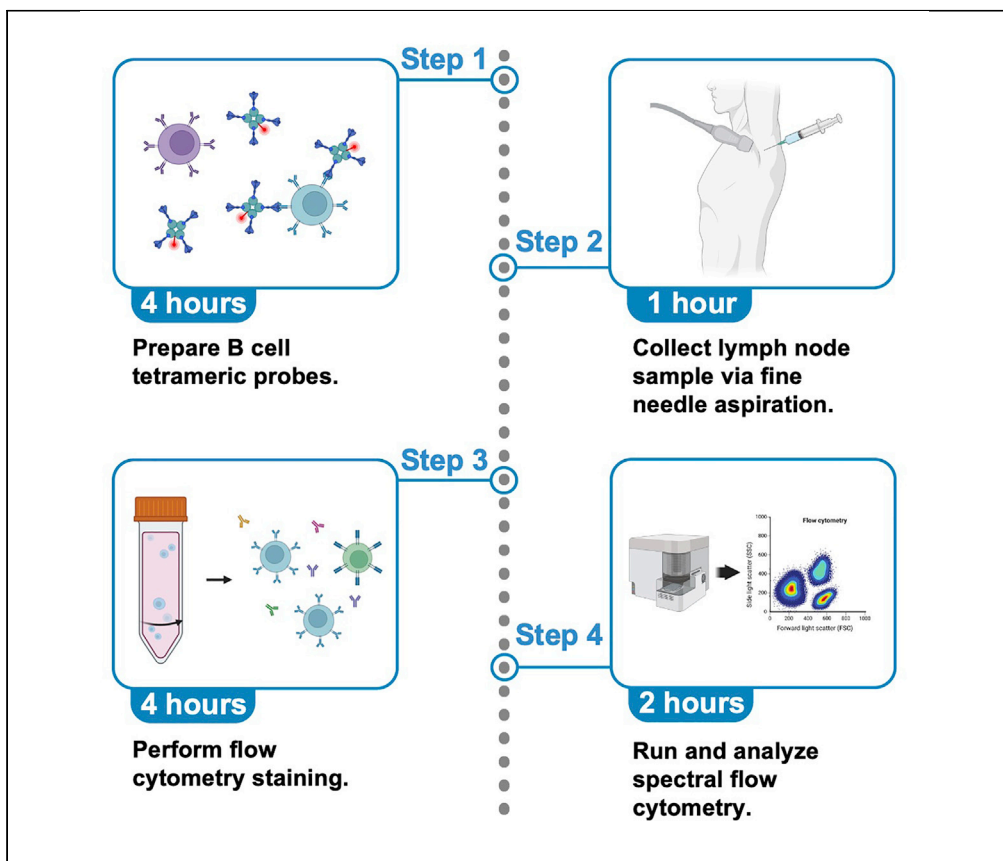 Step 1
4 hours
Prepare B cell
tetrameric probes.
Step 2
1 hour
Collect lymph node
sample via fine
needle aspiration.
Step 3
4 hours
Perform flow
cytometry staining.
Step 4
Flow cytometry
Side light scatter (SSC)
1000
800
600
400
200
0
0 200 400 600 800 1000
Forward light scatter (FSC)
2 hours
Run and analyze
spectral flow
cytometry.